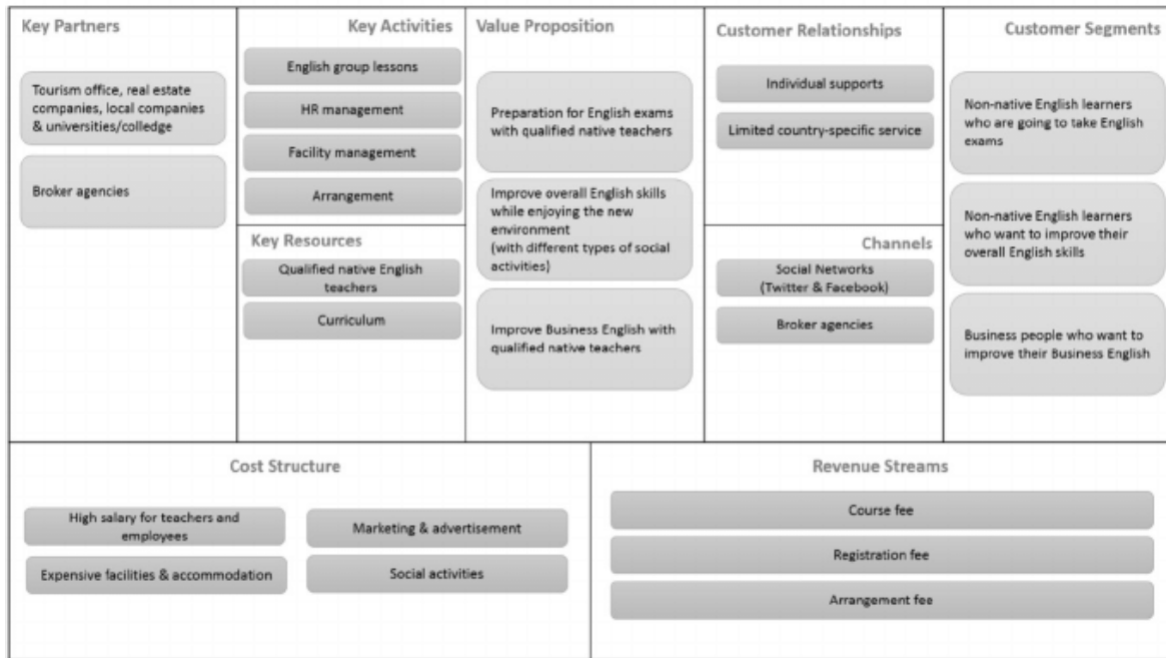 Key Partners
Tourism office, real estate
companies, local companies
& universities/colledge
Broker agencies
Key Activities
English group lessons
HR management
Facility management
Arrangement
Key Resources
Qualified native English
teachers
Curriculum
Value Proposition
Preparation for English exams
with qualified native teachers
Improve overall English skills
while enjoying the new
environment
(with different types of social
activities)
Improve Business English with
qualified native teachers
Customer Relationships
Individual supports
Limited country-specific service
Channels
Social Networks
(Twitter & Facebook)
Broker agencies
Customer Segments
Non-native English learners
who are going to take English
exams
Non-native English learners
who want to improve their
overall English skills
Business people who want to
improve their Business English
Cost Structure
High salary for teachers and
employees
Marketing & advertisement
Expensive facilities & accommodation
Social activities
Revenue Streams
Course fee
Registration fee
Arrangement fee